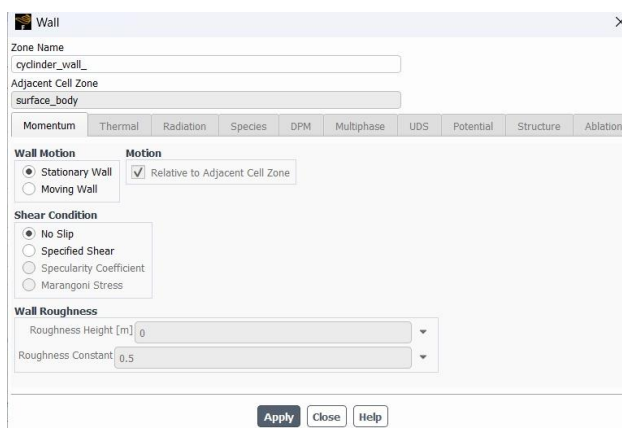 Wall
Zone Name
cyclinder_wall_
Adjacent Cell Zone
surface_body
Momentum Thermal Radiation Species DPM Multiphase UDS Potential Structure Ablation
Wall Motion Motion
Stationary Wall Relative to Adjacent Cell Zone
Moving Wall
Shear Condition
No Slip
Specified Shear
Specularity Coefficient
Marangoni Stress
Wall Roughness
Roughness Height [m] 0
Roughness Constant 0.5
Apply Close Help